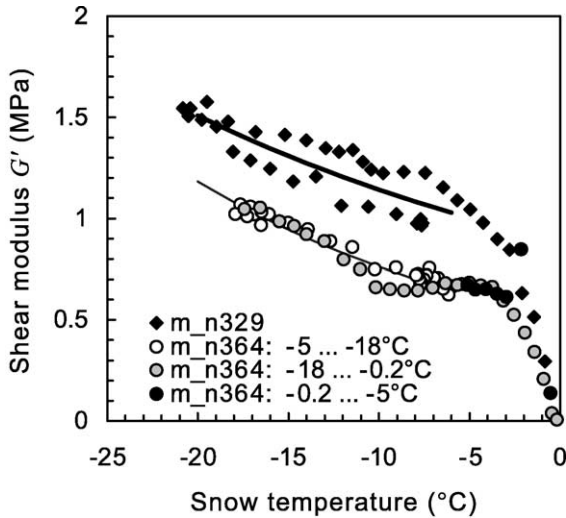 Shear modulus G' (MPa)
2
1.5
1
0.5
0
m_n329
m_n364: -5 ... -18°C
m_n364: -18 ... -0.2°C
m_n364: -0.2 ... -5°C
-25 -20 -15 -10 -5 0
Snow temperature (°C)